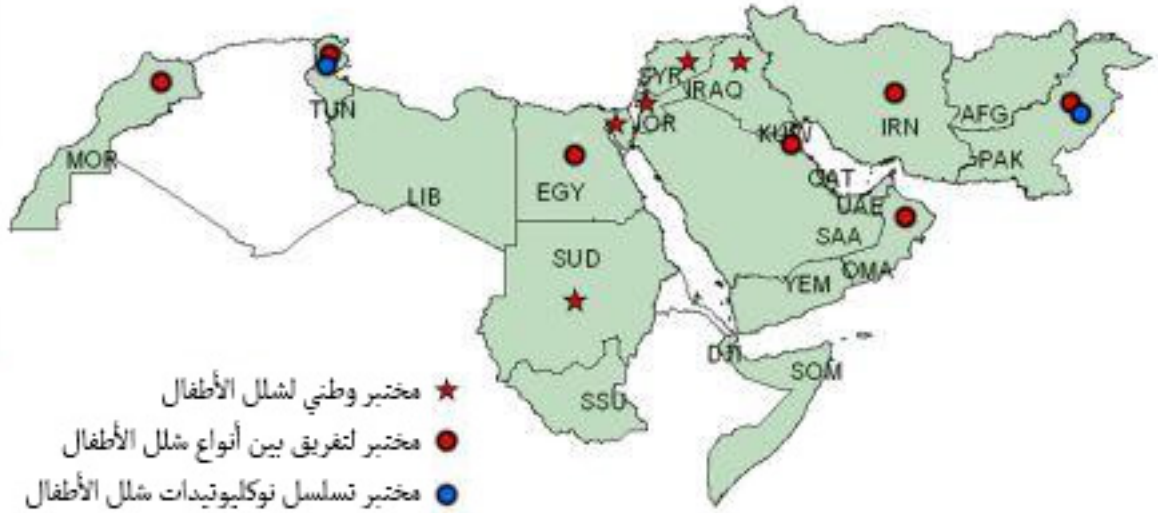 TUN
MOR
LIB
EGY
SUD
SSU
SYR
IRAQ
JOR
KUW
IRN
AFG
PAK
QAT
UAE
SAA
OMA
YEM
DJI
SOM
مختبر وطني لشلل الأطفال
مختبر لتفريق بين أنواع شلل الأطفال
مختبر تسلسل نوكليوتيدات شلل الأطفال